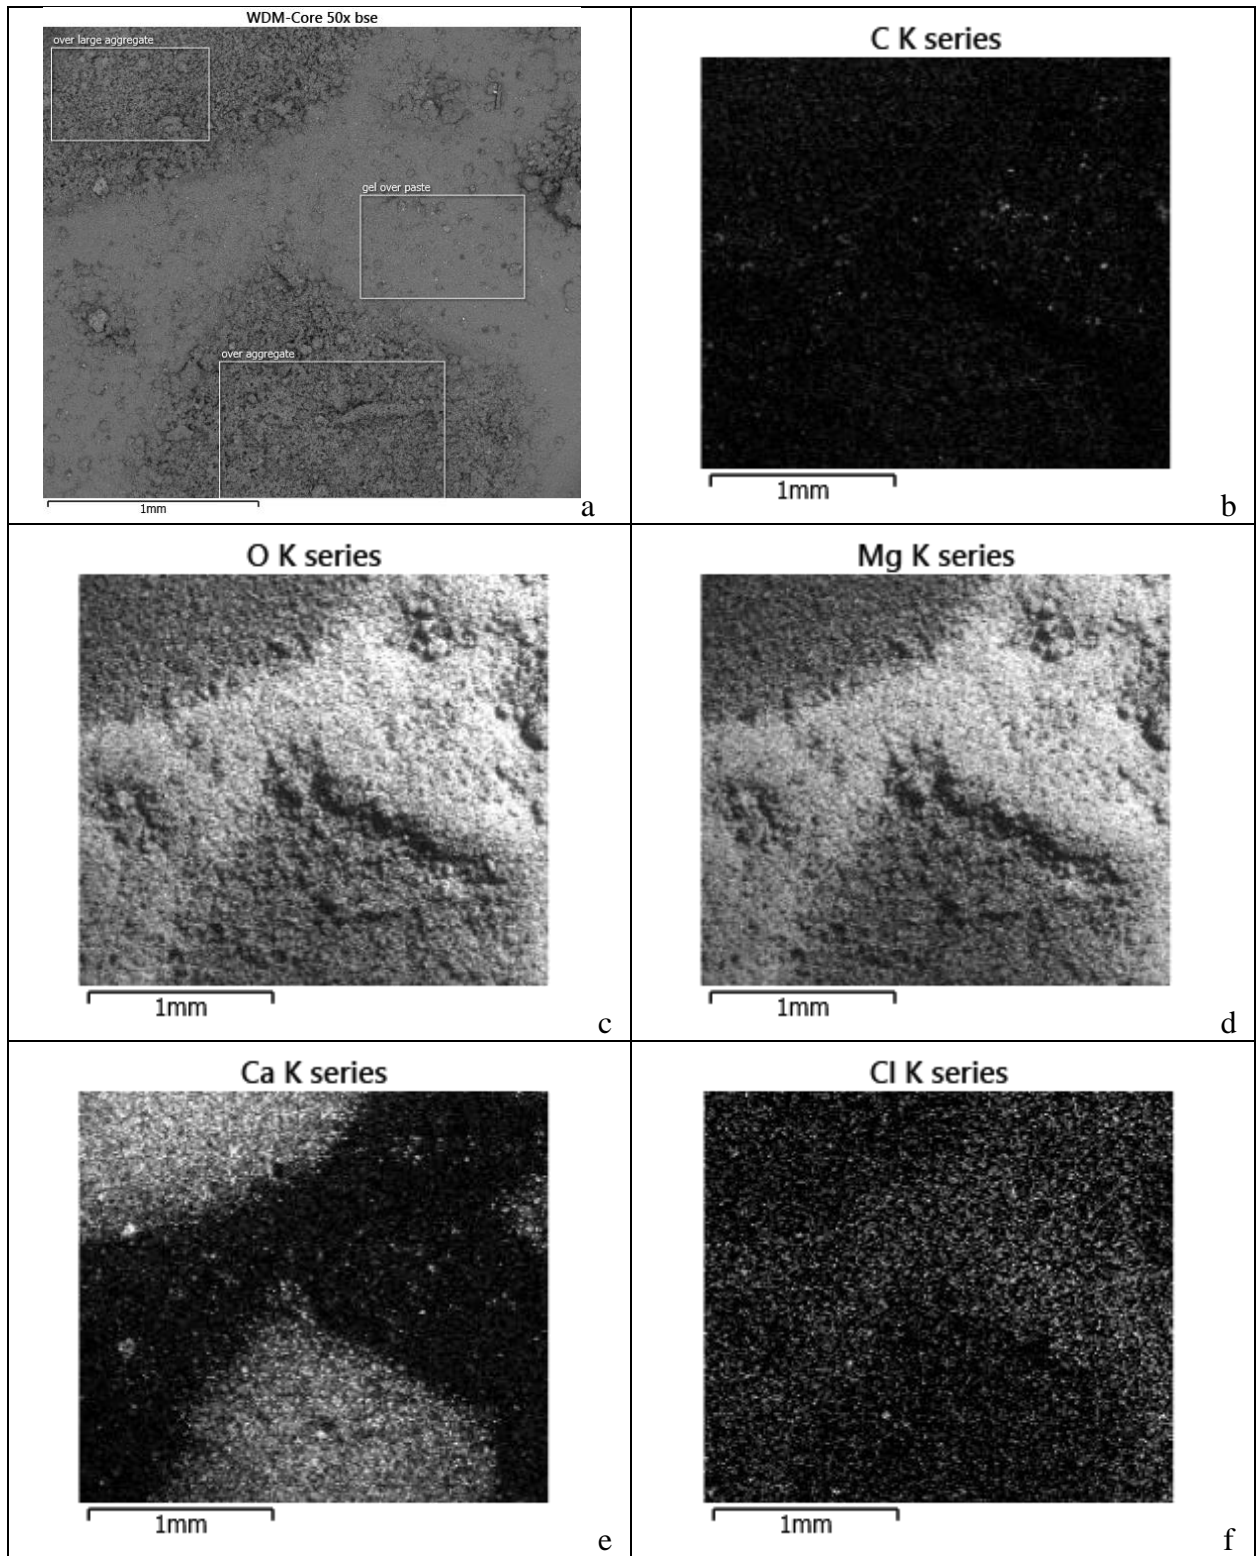 WDM-Core 50x bse
over large aggregate
gel over paste
over aggregate
1mm
a
C K series
1mm
b
O K series
1mm
c
Mg K series
1mm
d
Ca K series
1mm
e
Cl K series
1mm
f